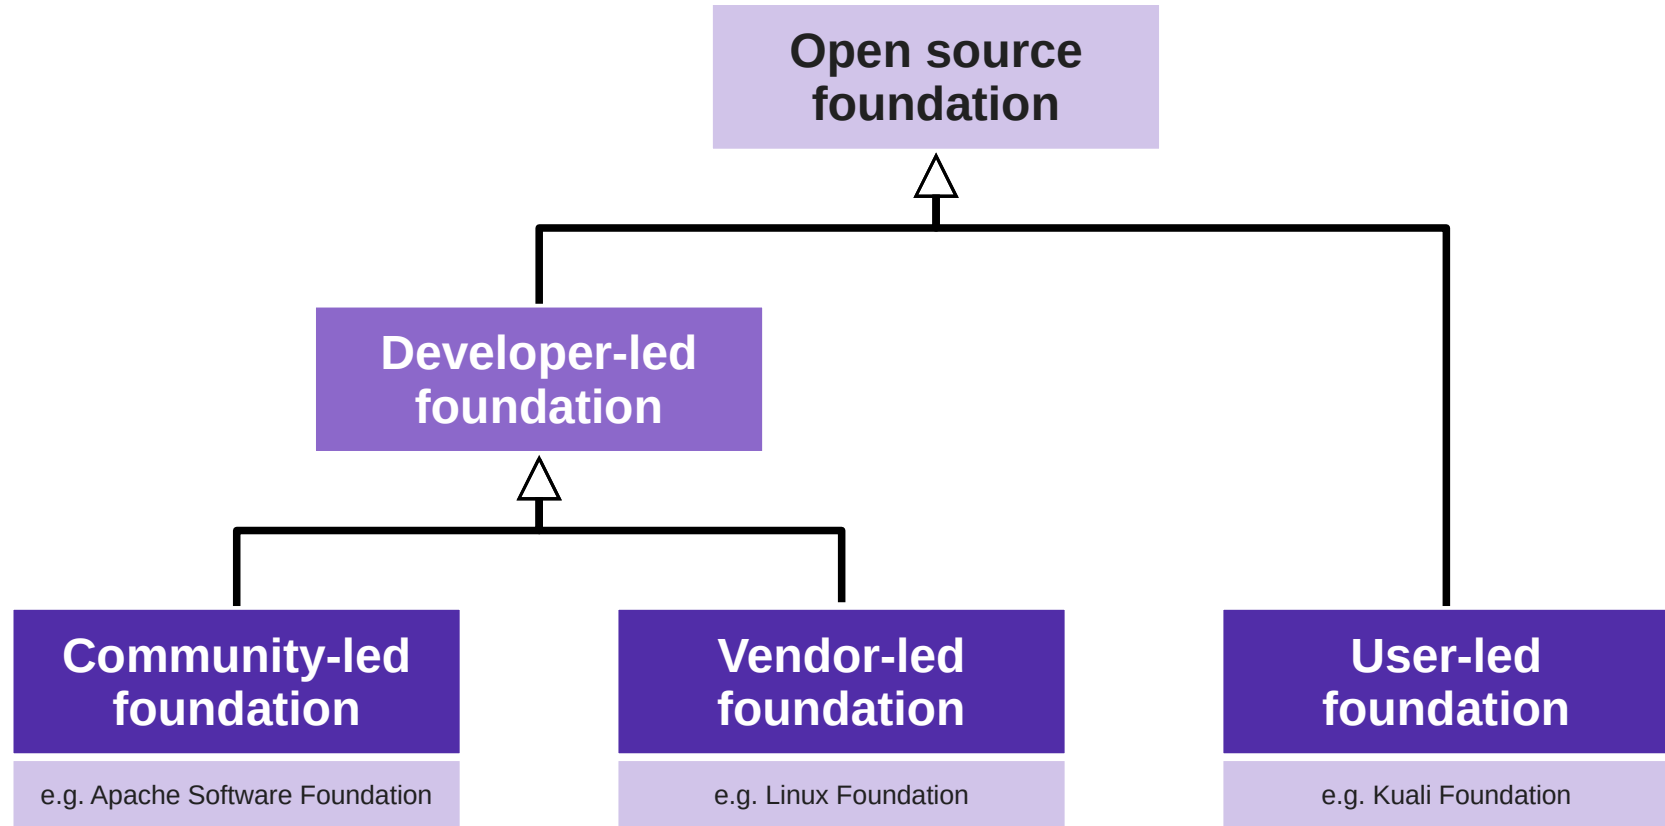 Open source
foundation
Developer-led
foundation
Community-led
foundation
Vendor-led
foundation
User-led
foundation
e.g. Apache Software Foundation
e.g. Linux Foundation
e.g. Kuali Foundation